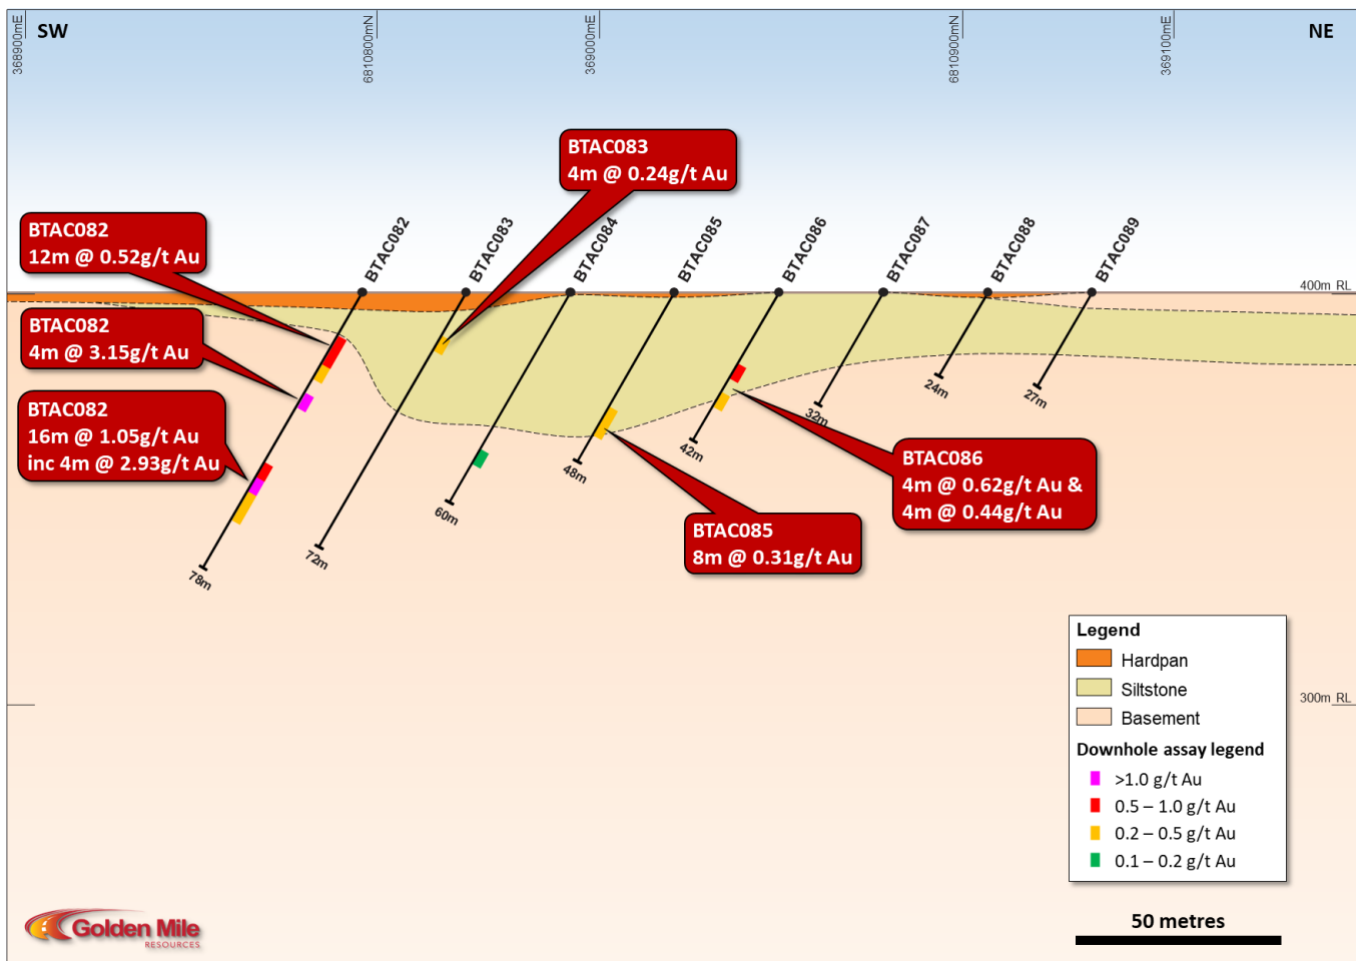 SW
NE
368900mE
6810800mN
369000mE
6810900mN
369100mE
BTAC083
4m @ 0.24g/t Au
BTAC082
12m @ 0.52g/t Au
BTAC082
BTAC083
BTAC084
BTAC085
BTAC086
BTAC087
BTAC088
BTAC089
400m RL
BTAC082
4m @ 3.15g/t Au
BTAC082
16m @ 1.05g/t Au
inc 4m @ 2.93g/t Au
24m
27m
32m
42m
48m
60m
72m
78m
BTAC086
4m @ 0.62g/t Au &
4m @ 0.44g/t Au
BTAC085
8m @ 0.31g/t Au
Legend
Hardpan
Siltstone
Basement
Downhole assay legend
>1.0 g/t Au
0.5 – 1.0 g/t Au
0.2 – 0.5 g/t Au
0.1 – 0.2 g/t Au
300m RL
50 metres
Golden Mile
RESOURCES